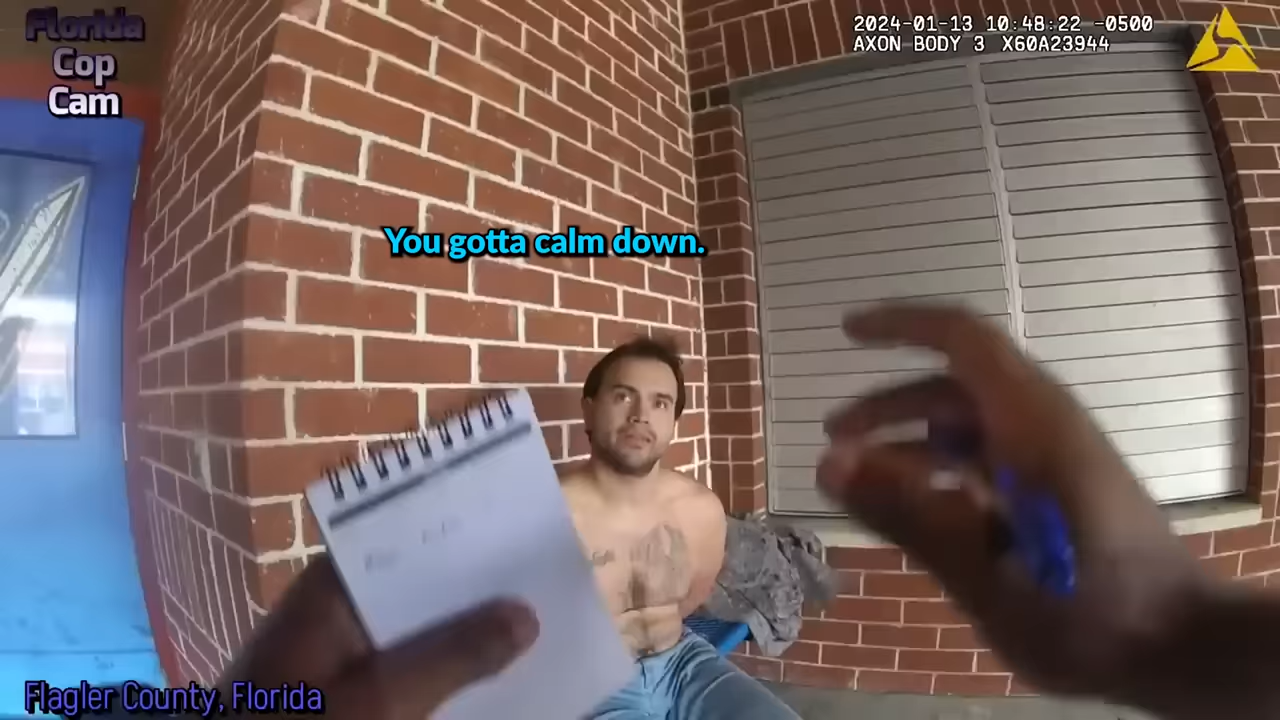 Florida
Cop
Cam
2024-01-13 10:48:22 -0500
AXON BODY 3 X60A23944
You gotta calm down.
Flagler County, Florida